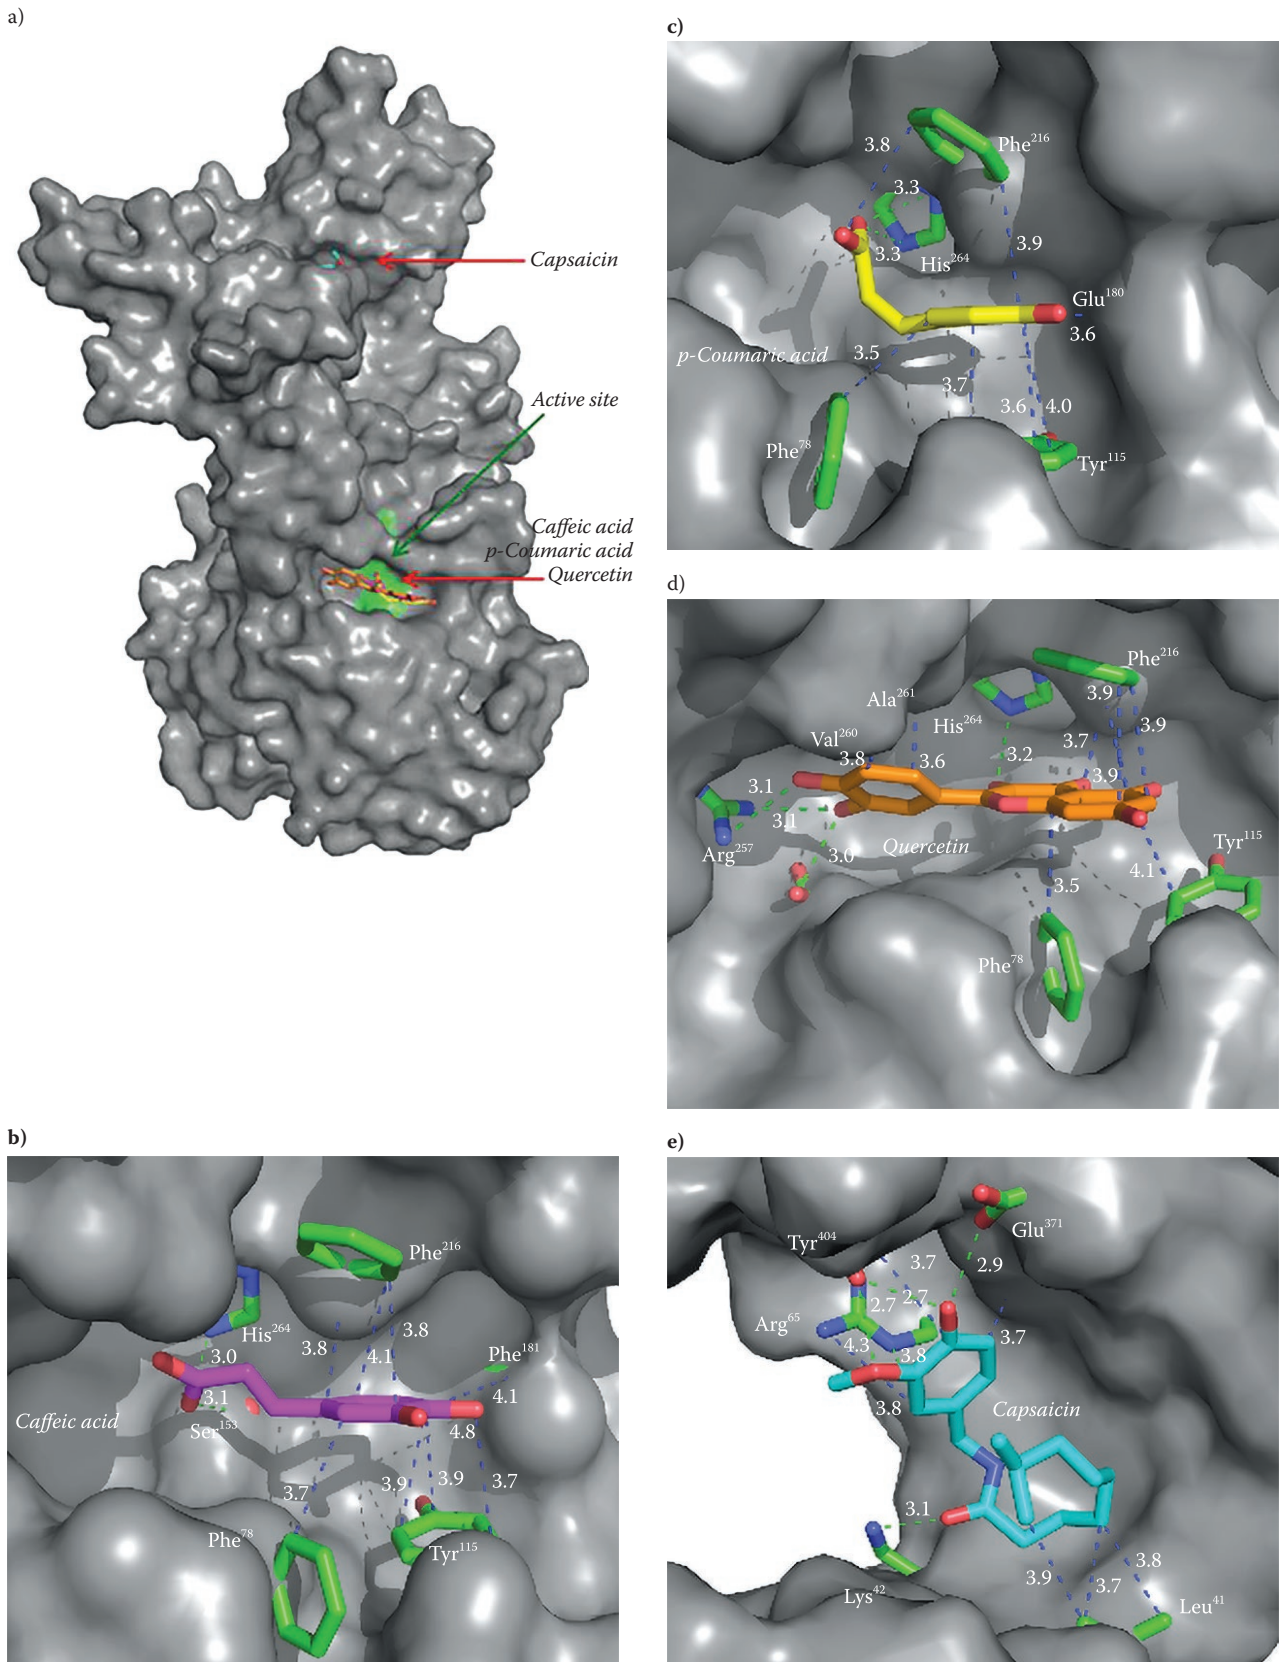 a)
Capsaicin
Active site
Caffeic acid
p-Coumaric acid
Quercetin
b)
Phe216
His264
3.0
3.8
4.1
3.8
Phe181
4.1
3.1
Caffeic acid
Ser153
4.8
3.7
3.9
3.9
3.7
Phe78
Tyr115
c)
3.8
Phe216
3.3
3.3
His264
3.9
Glu180
3.6
p-Coumaric acid
3.5
3.7
3.6
4.0
Phe78
Tyr115
d)
Phe216
3.9
Ala261
His264
3.9
Val260
3.8
3.6
3.2
3.7
3.9
3.1
3.1
Arg257
3.0
Quercetin
Tyr115
4.1
3.5
Phe78
e)
Glu371
Tyr404
3.7
2.9
2.7
2.7
Arg65
4.3
3.8
3.7
3.8
Capsaicin
3.1
Lys42
3.9
3.7
3.8
Leu41